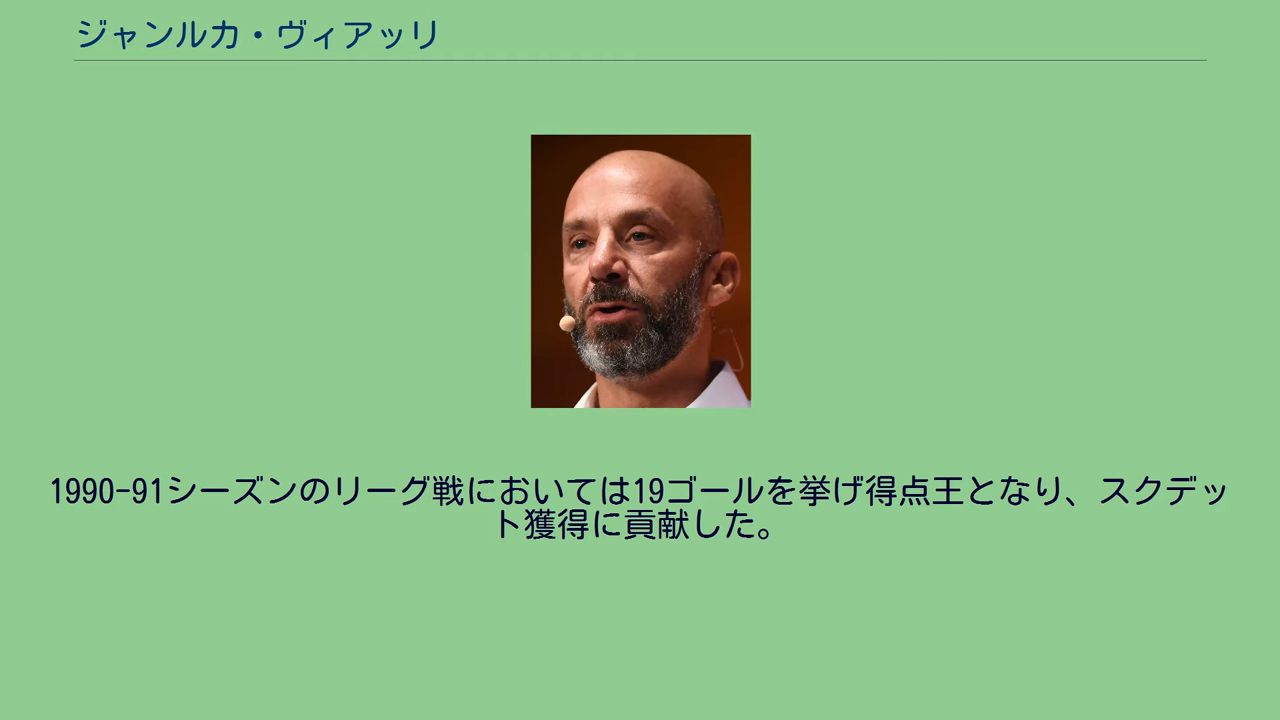 ジャンルカ・ヴィアッリ
1990-91シーズンのリーグ戦においては19ゴールを挙げ得点王となり、スクデッ
ト獲得に貢献した。